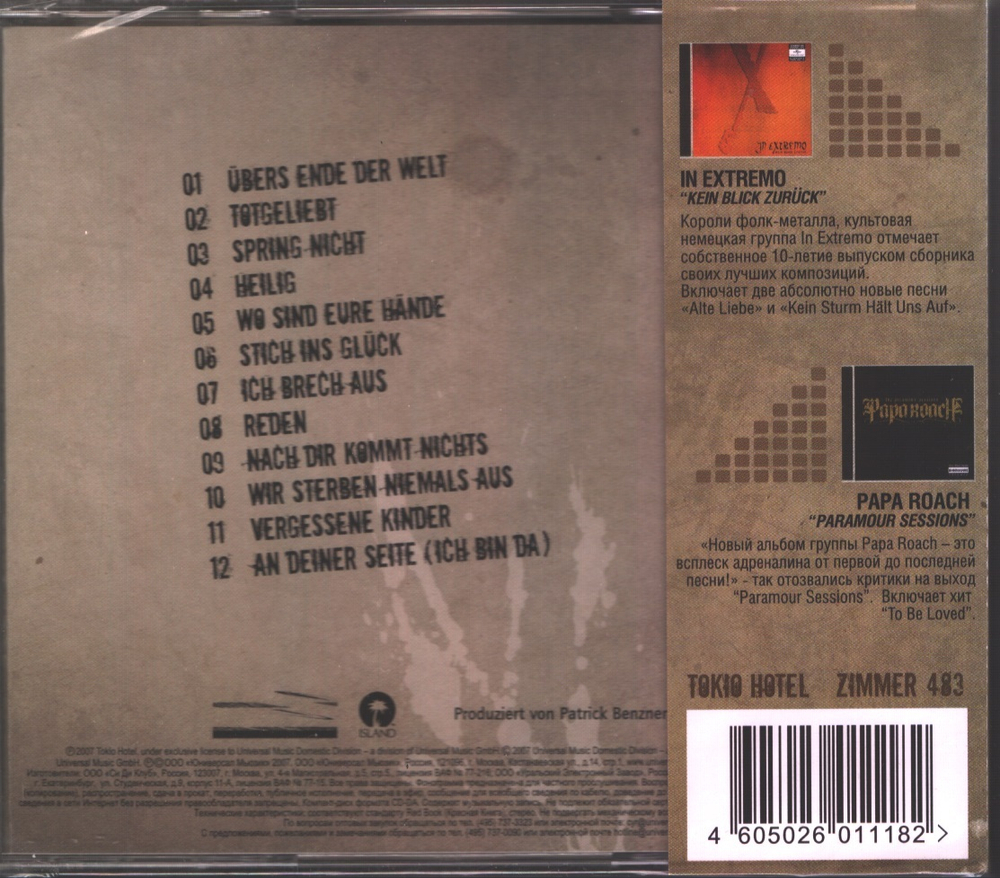 01 ÜBERS ENDE DER WELT
02 TOTGELIEBT
03 SPRING NICHT
04 HEILIG
05 WO SIND EURE HÄNDE
06 STICH INS GLÜCK
07 ICH BRECH AUS
08 REDEN
09 NACH DIR KOMMT NICHTS
10 WIR STERBEN NIEMALS AUS
11 VERGESSENE KINDER
12 AN DEINER SEITE (ICH BIN DA)
ISLAND
Produziert von Patrick Benzner
IN EXTREMO
IN EXTREMO
"KEIN BLICK ZURÜCK"
Короли фолк-металла, культовая
немецкая группа In Extremo отмечает
собственное 10-летие выпуском сборника
своих лучших композиций.
Включает две абсолютно новые песни
«Alte Liebe» и «Kein Sturm Hält Uns Auf».
Papa Roach
PAPA ROACH
"PARAMOUR SESSIONS"
«Новый альбом группы Papa Roach – это
всплеск адреналина от первой до последней
песни!» - так отозвались критики на выход
"Paramour Sessions". Включает хит
"To Be Loved".
TOKIO HOTEL ZIMMER 483
4 605026 011182 >